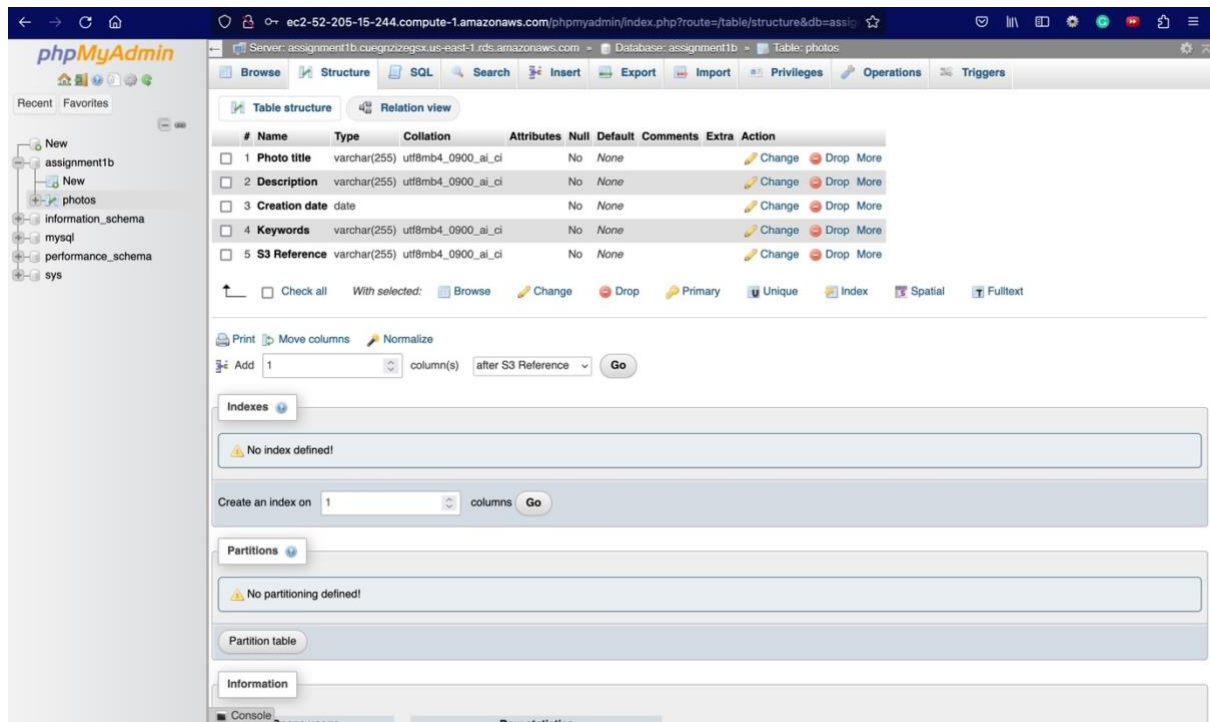 ec2-52-205-15-244.compute-1.amazonaws.com/phpmyadmin/index.php?route=/table/structure&db=assig
phpMyAdmin
Recent Favorites
New
assignment1b
New
photos
information_schema
mysql
performance_schema
sys
Server: assignment1b.cuegnzizegsx.us-east-1.rds.amazonaws.com » Database: assignment1b » Table: photos
Browse Structure SQL Search Insert Export Import Privileges Operations Triggers
Table structure Relation view
# Name Type Collation Attributes Null Default Comments Extra Action
1 Photo title varchar(255) utf8mb4_0900_ai_ci No None Change Drop More
2 Description varchar(255) utf8mb4_0900_ai_ci No None Change Drop More
3 Creation date date No None Change Drop More
4 Keywords varchar(255) utf8mb4_0900_ai_ci No None Change Drop More
5 S3 Reference varchar(255) utf8mb4_0900_ai_ci No None Change Drop More
Check all With selected: Browse Change Drop Primary Unique Index Spatial Fulltext
Print Move columns Normalize
Add 1 column(s) after S3 Reference Go
Indexes
No index defined!
Create an index on 1 columns Go
Partitions
No partitioning defined!
Partition table
Information
Console